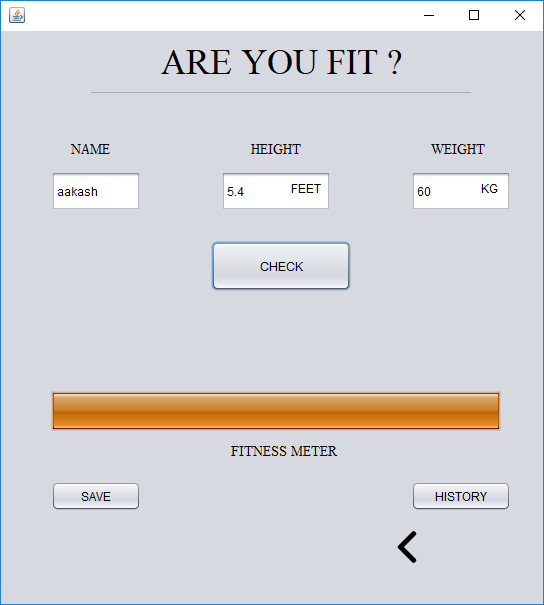 ARE YOU FIT ?
NAME HEIGHT WEIGHT
aakash 5.4 FEET 60 KG
CHECK
FITNESS METER
SAVE HISTORY